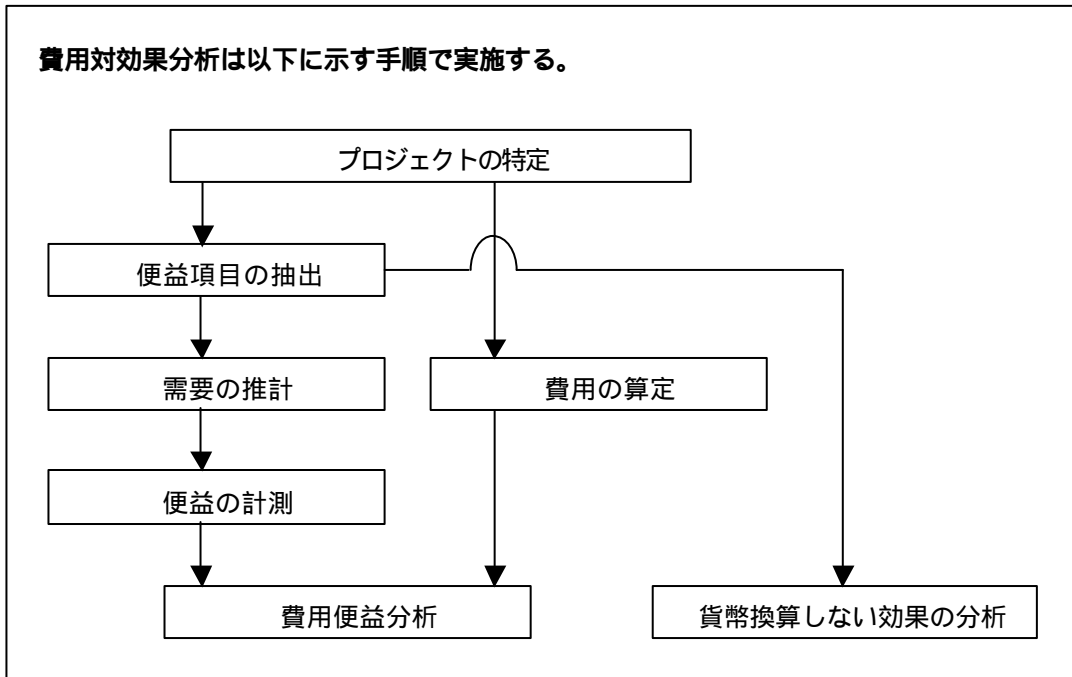 費用対効果分析は以下に示す手順で実施する。
プロジェクトの特定
便益項目の抽出
需要の推計
費用の算定
便益の計測
費用便益分析
貨幣換算しない効果の分析